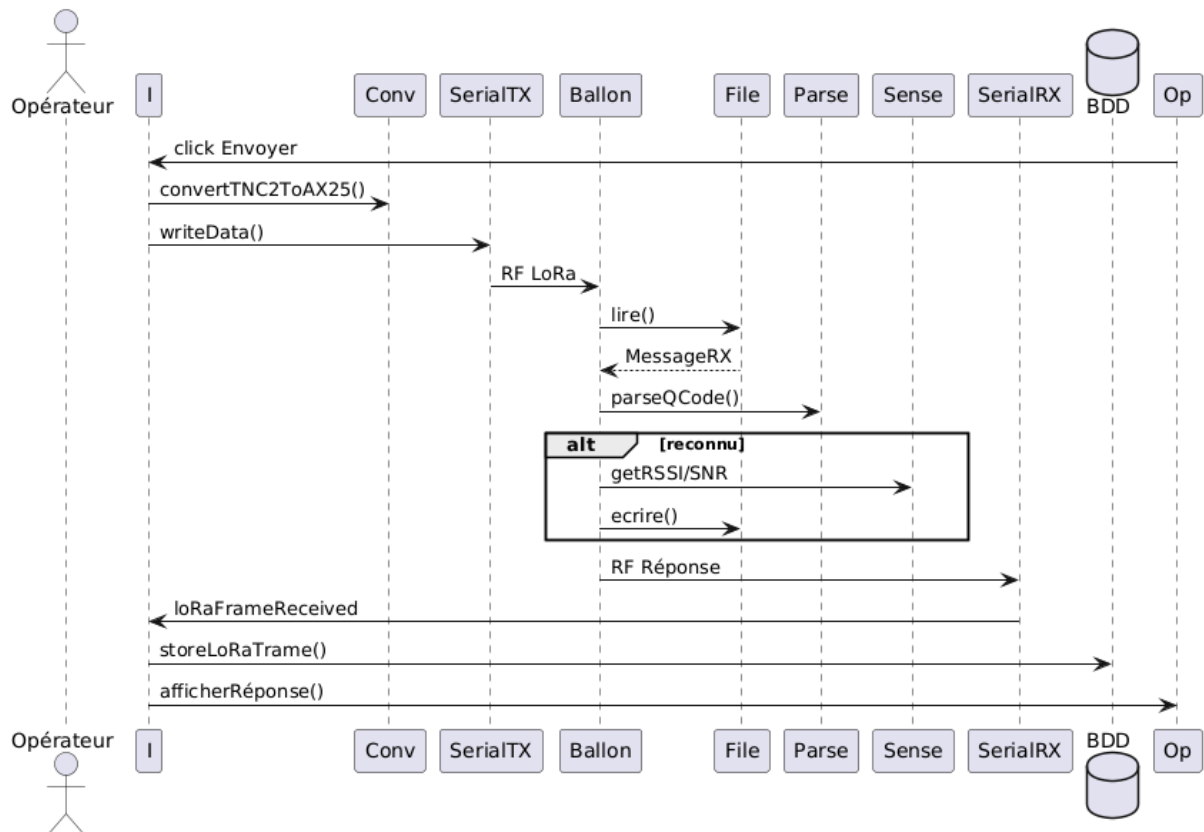 Opérateur
I
Conv
SerialTX
Ballon
File
Parse
Sense
SerialRX
BDD
Op
click Envoyer
convertTNC2ToAX25()
writeData()
RF LoRa
lire()
MessageRX
parseQCode()
alt [reconnu]
getRSSI/SNR
ecrire()
RF Réponse
loRaFrameReceived
storeLoRaTrame()
afficherRéponse()
Opérateur
I
Conv
SerialTX
Ballon
File
Parse
Sense
SerialRX
BDD
Op